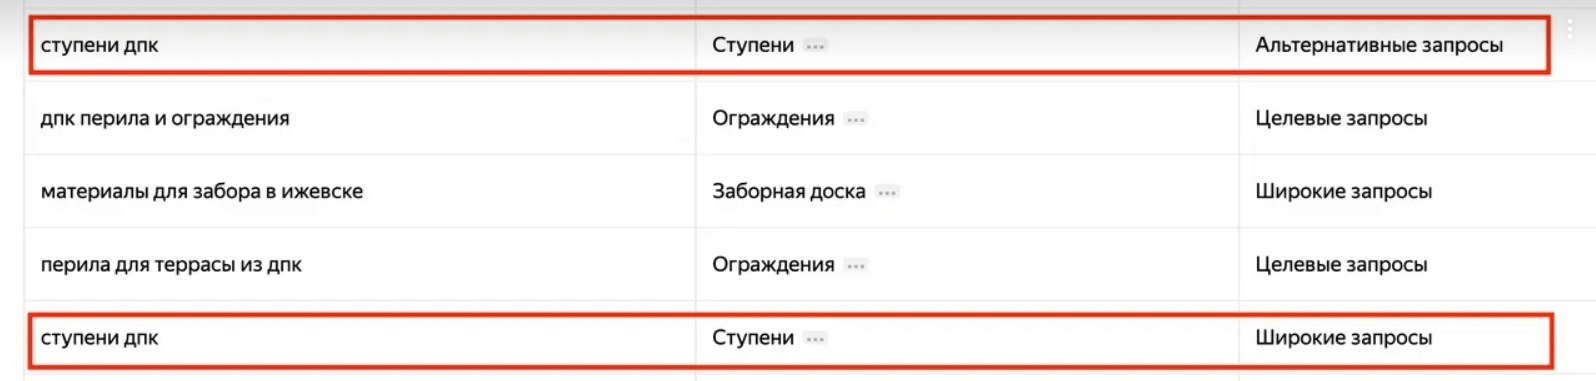 ступени дпк Ступени ... Альтернативные запросы
дпк перила и ограждения Ограждения ... Целевые запросы
материалы для забора в ижевске Заборная доска ... Широкие запросы
перила для террасы из дпк Ограждения ... Целевые запросы
ступени дпк Ступени ... Широкие запросы